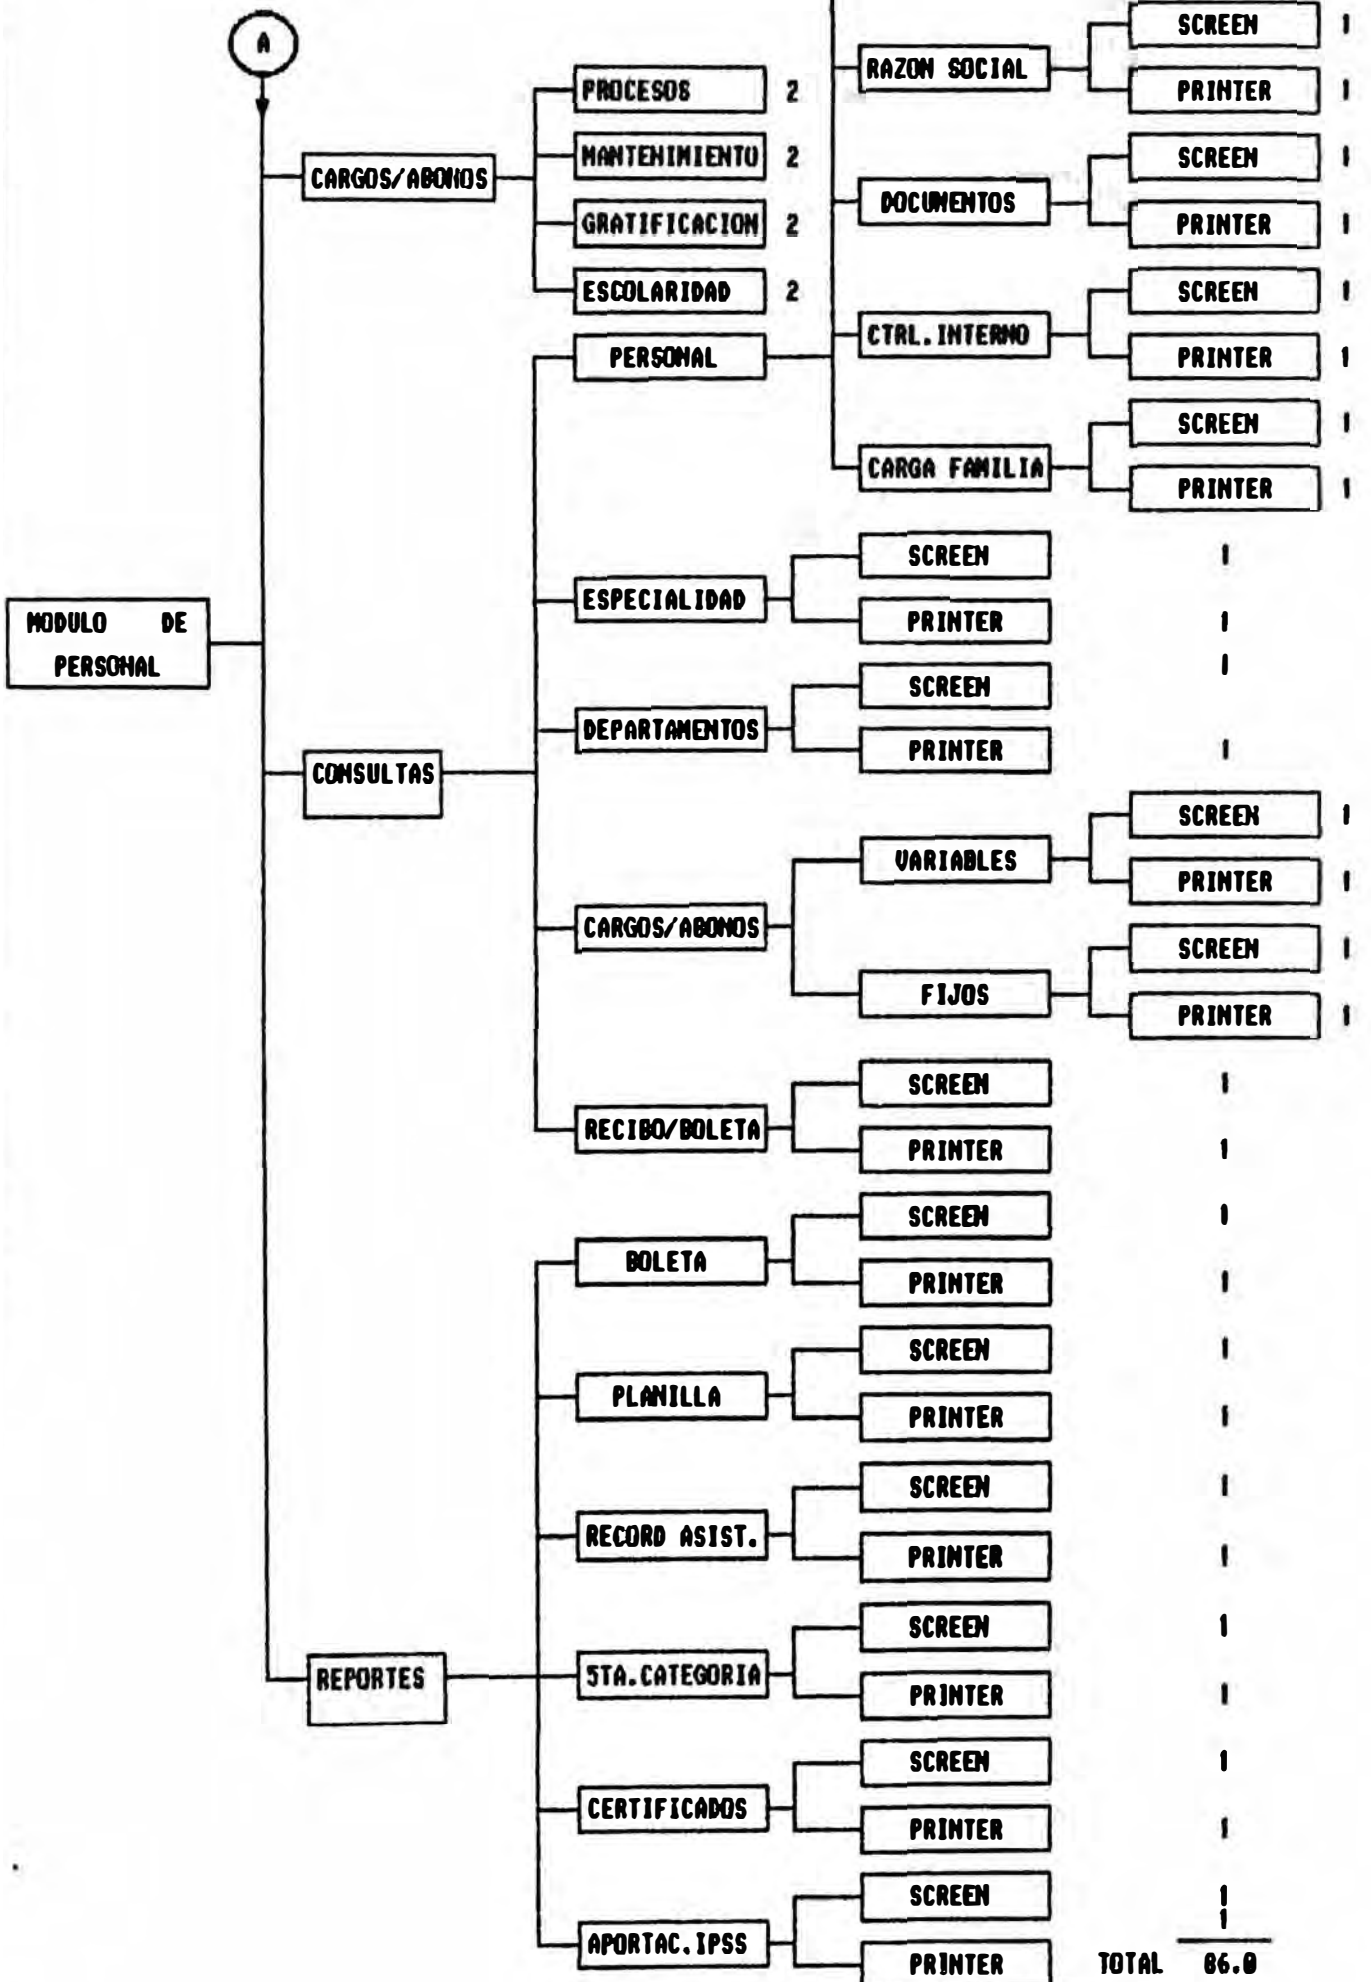 A
SCREEN 1
RAZON SOCIAL
PRINTER 1
PROCESOS 2
MANTENIMIENTO 2
SCREEN 1
CARGOS/ABONOS
DOCUMENTOS
GRATIFICACION 2
PRINTER 1
ESCOLARIDAD 2
SCREEN 1
CTRL.INTERNO
PERSONAL
PRINTER 1
SCREEN 1
CARGA FAMILIA
PRINTER 1
SCREEN 1
ESPECIALIDAD
PRINTER 1
MODULO DE
PERSONAL
SCREEN 1
DEPARTAMENTOS
PRINTER 1
CONSULTAS
SCREEN 1
VARIABLES
PRINTER 1
CARGOS/ABONOS
SCREEN 1
FIJOS
PRINTER 1
SCREEN 1
RECIBO/BOLETA
PRINTER 1
SCREEN 1
BOLETA
PRINTER 1
SCREEN 1
PLANILLA
PRINTER 1
SCREEN 1
RECORD ASIST.
PRINTER 1
SCREEN 1
REPORTES
5TA.CATEGORIA
PRINTER 1
SCREEN 1
CERTIFICADOS
PRINTER 1
SCREEN 1
1
APORTAC.IPSS
PRINTER
TOTAL 86.0